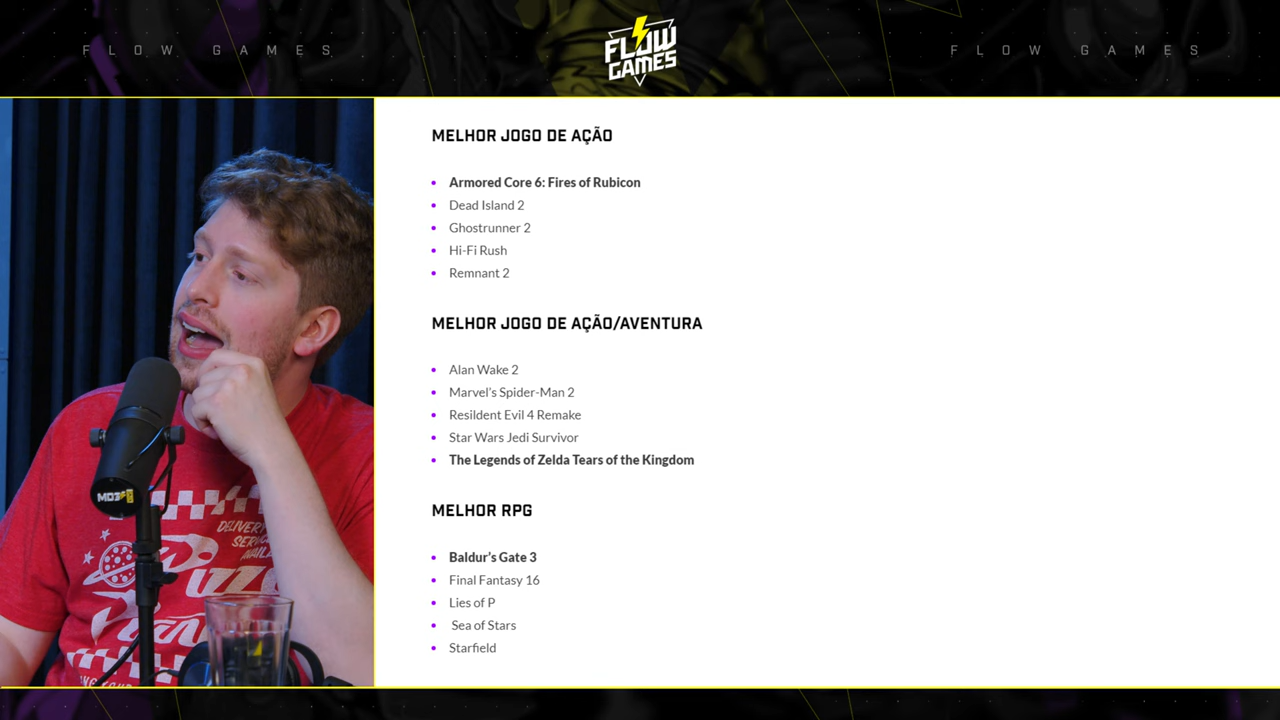 FLOW GAMES
FLOW GAMES
FLOW GAMES
MELHOR JOGO DE AÇÃO
Armored Core 6: Fires of Rubicon
Dead Island 2
Ghostrunner 2
Hi-Fi Rush
Remnant 2
MELHOR JOGO DE AÇÃO/AVENTURA
Alan Wake 2
Marvel's Spider-Man 2
Resildent Evil 4 Remake
Star Wars Jedi Survivor
The Legends of Zelda Tears of the Kingdom
MELHOR RPG
Baldur's Gate 3
Final Fantasy 16
Lies of P
Sea of Stars
Starfield
DELIVERY